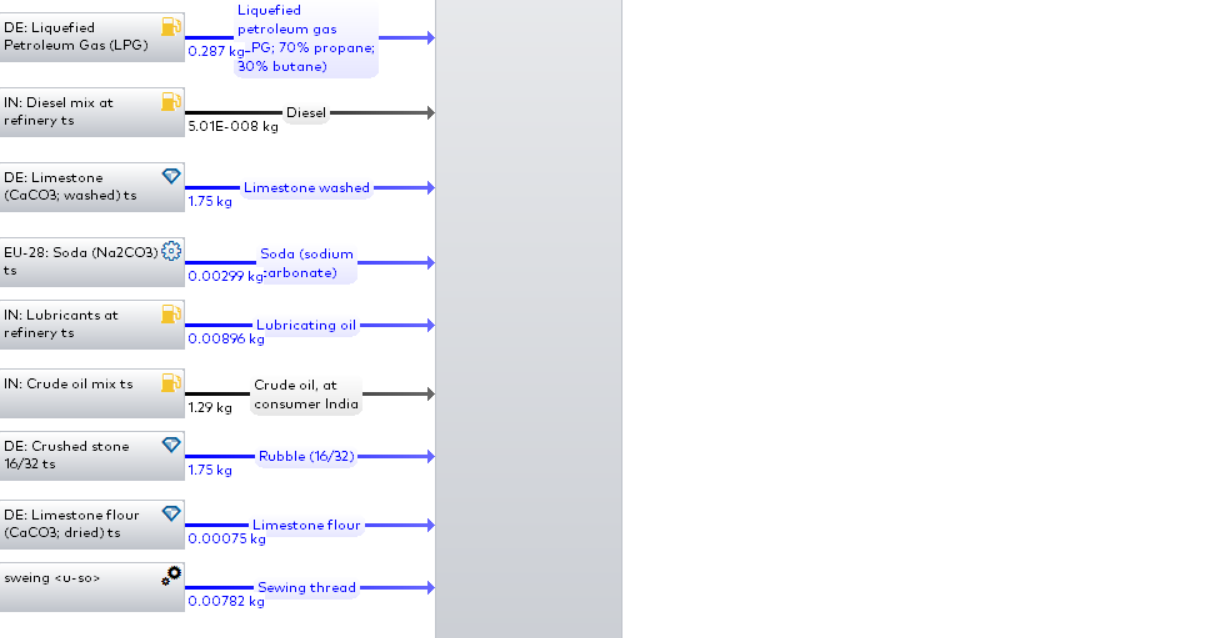 DE: Liquefied
Petroleum Gas (LPG)
0.287 kg
Liquefied
petroleum gas
LPG; 70% propane;
30% butane)
IN: Diesel mix at
refinery ts
5.01E-008 kg
Diesel
DE: Limestone
(CaCO3; washed) ts
1.75 kg
Limestone washed
EU-28: Soda (Na2CO3)
ts
0.00299 kg
Soda (sodium
carbonate)
IN: Lubricants at
refinery ts
0.00896 kg
Lubricating oil
IN: Crude oil mix ts
1.29 kg
Crude oil, at
consumer India
DE: Crushed stone
16/32 ts
1.75 kg
Rubble (16/32)
DE: Limestone flour
(CaCO3; dried) ts
0.00075 kg
Limestone flour
sweing <u-so>
0.00782 kg
Sewing thread